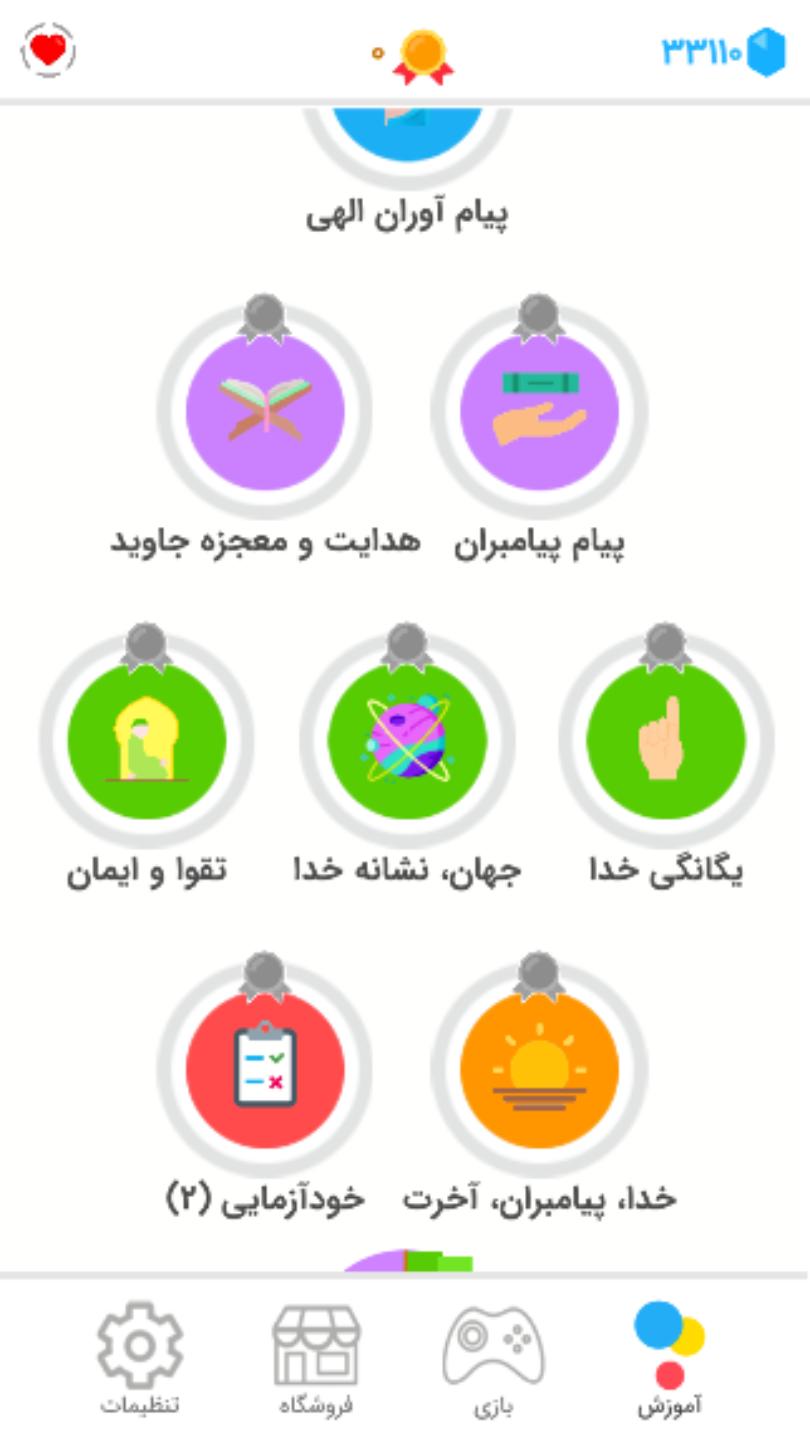 ۳۳۱۱۰
۰
پیام آوران الهی
پیام پیامبران
هدایت و معجزه جاوید
یگانگی خدا
جهان، نشانه خدا
تقوا و ایمان
خدا، پیامبران، آخرت
خودآزمایی (۲)
آموزش
بازی
فروشگاه
تنظیمات